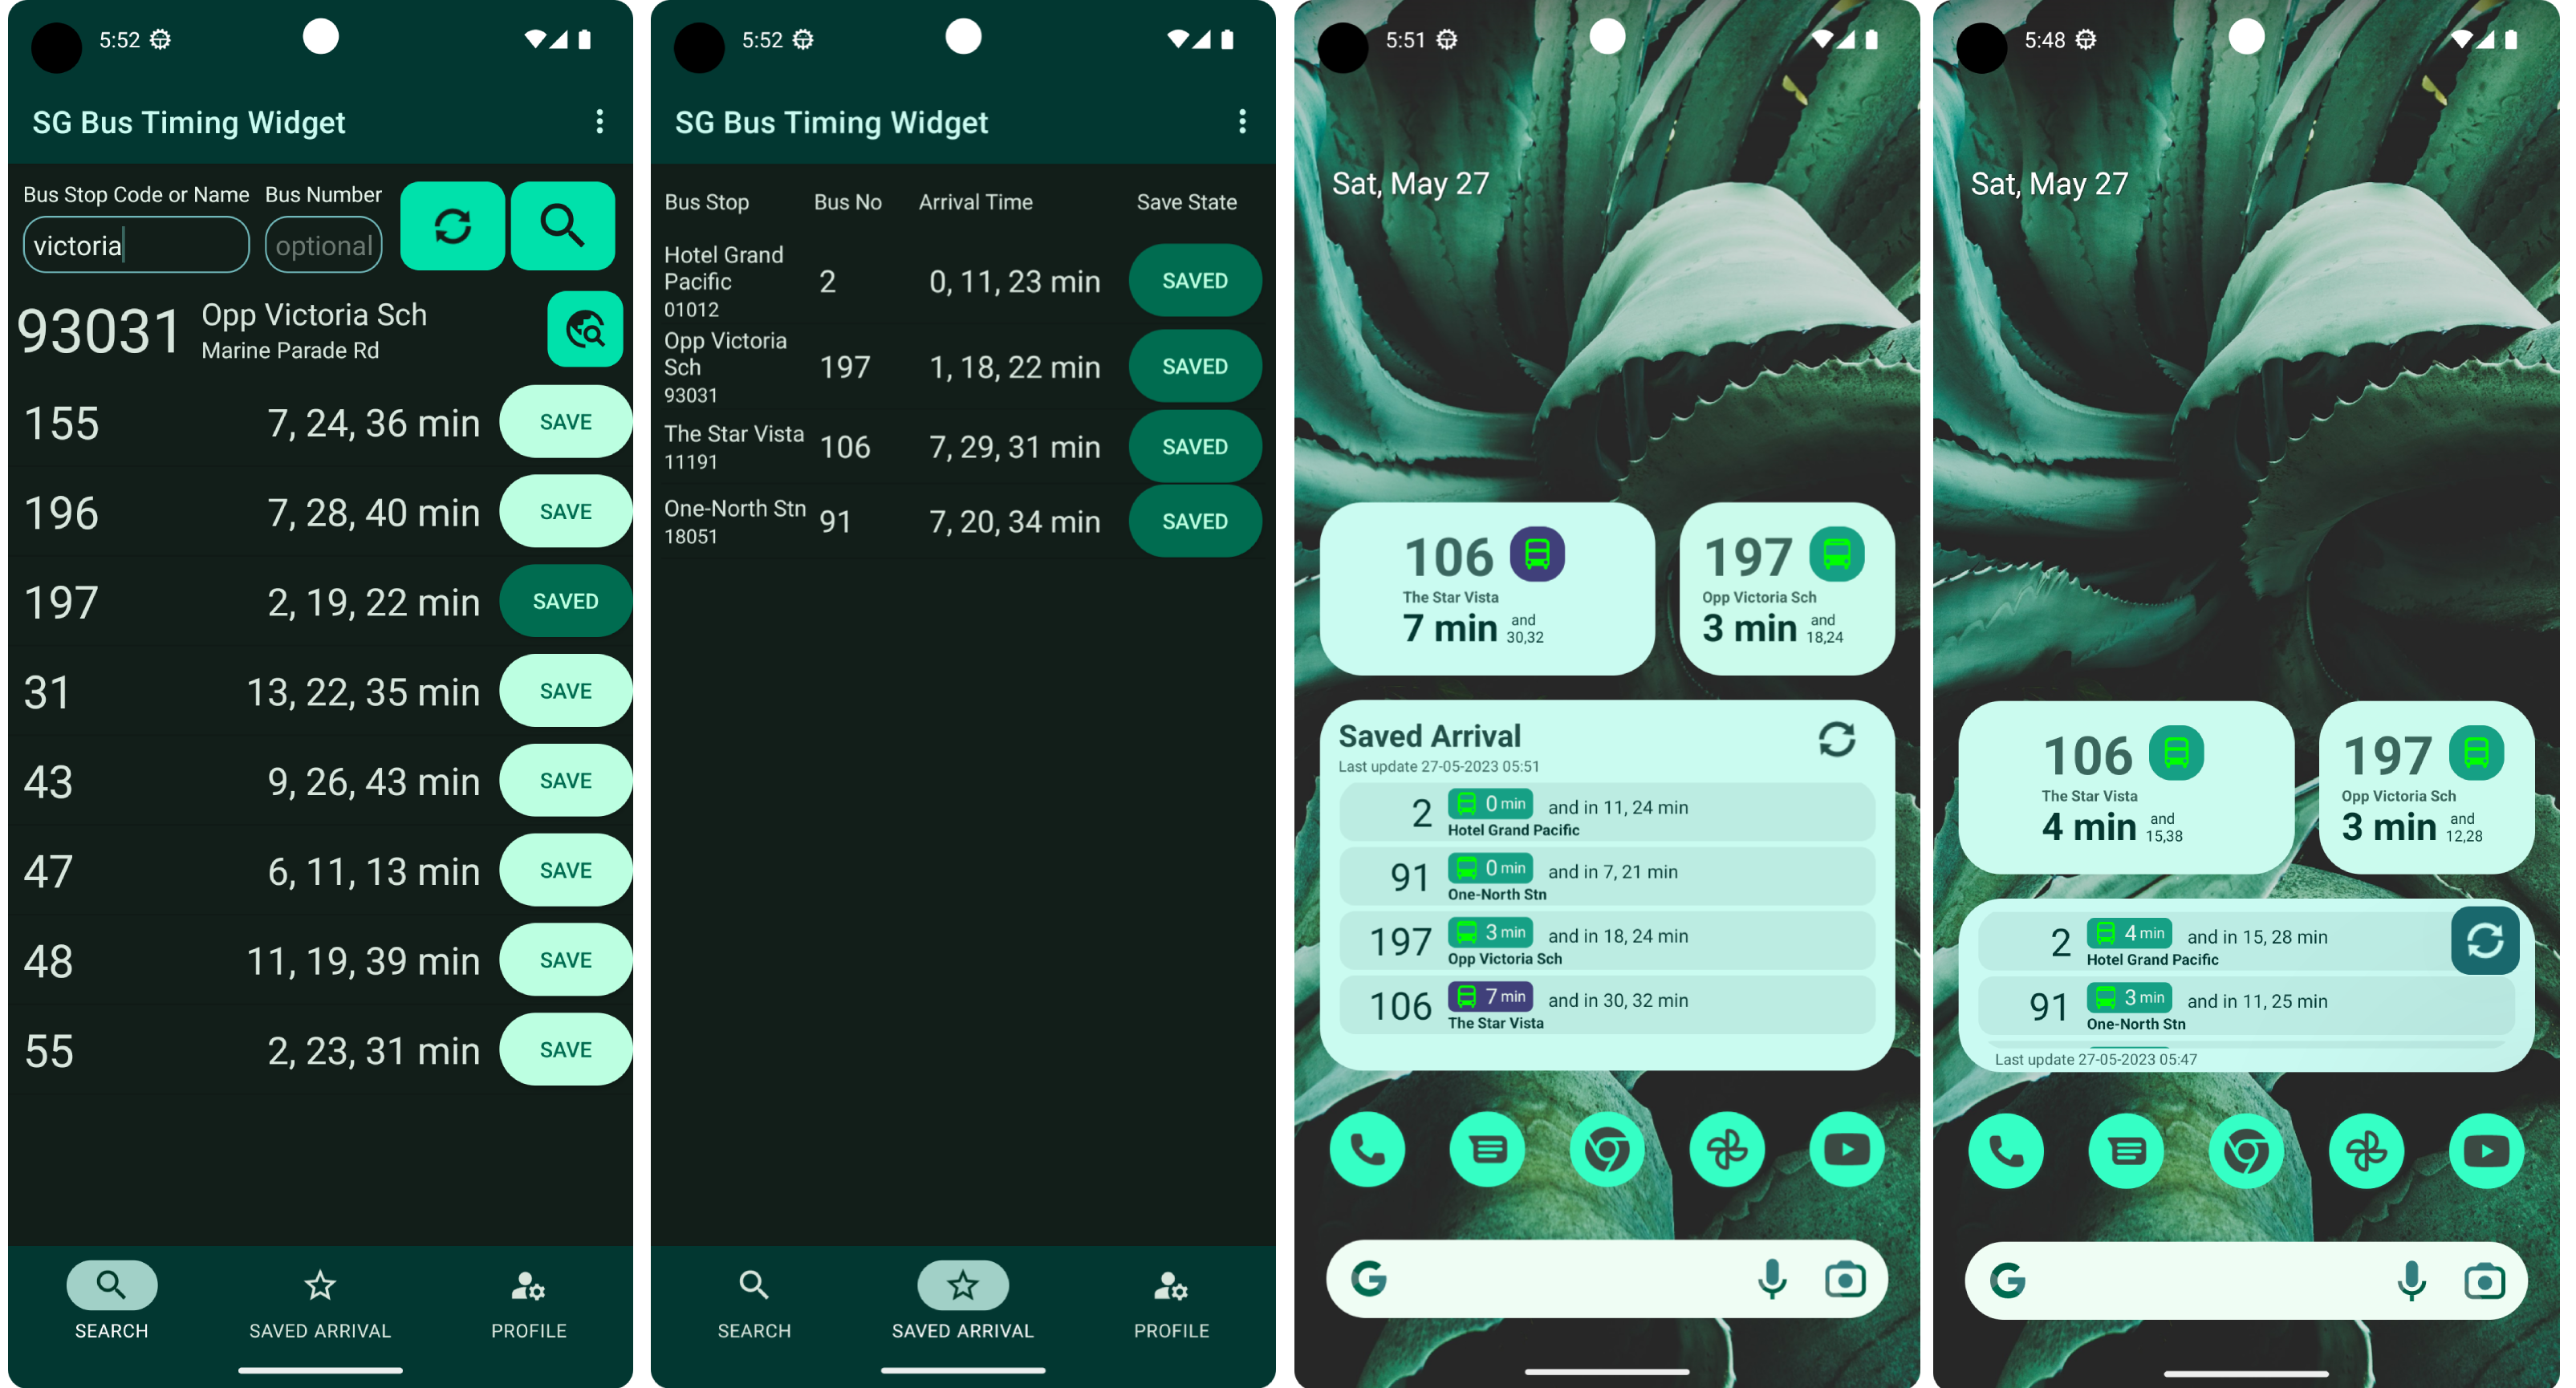 5:52
SG Bus Timing Widget
Bus Stop Code or Name Bus Number
victoria optional
93031 Opp Victoria Sch
Marine Parade Rd
155 7, 24, 36 min SAVE
196 7, 28, 40 min SAVE
197 2, 19, 22 min SAVED
31 13, 22, 35 min SAVE
43 9, 26, 43 min SAVE
47 6, 11, 13 min SAVE
48 11, 19, 39 min SAVE
55 2, 23, 31 min SAVE
SEARCH SAVED ARRIVAL PROFILE
5:52
SG Bus Timing Widget
Bus Stop Bus No Arrival Time Save State
Hotel Grand
Pacific
01012
2 0, 11, 23 min SAVED
Opp Victoria
Sch
93031
197 1, 18, 22 min SAVED
The Star Vista
11191
106 7, 29, 31 min SAVED
One-North Stn
18051
91 7, 20, 34 min SAVED
SEARCH SAVED ARRIVAL PROFILE
5:51
Sat, May 27
106
The Star Vista
7 min and
30,32
197
Opp Victoria Sch
3 min and
18,24
Saved Arrival
Last update 27-05-2023 05:51
2 0 min and in 11, 24 min
Hotel Grand Pacific
91 0 min and in 7, 21 min
One-North Stn
197 3 min and in 18, 24 min
Opp Victoria Sch
106 7 min and in 30, 32 min
The Star Vista
G
5:48
Sat, May 27
106
The Star Vista
4 min and
15,38
197
Opp Victoria Sch
3 min and
12,28
2 4 min and in 15, 28 min
Hotel Grand Pacific
91 3 min and in 11, 25 min
One-North Stn
Last update 27-05-2023 05:47
G